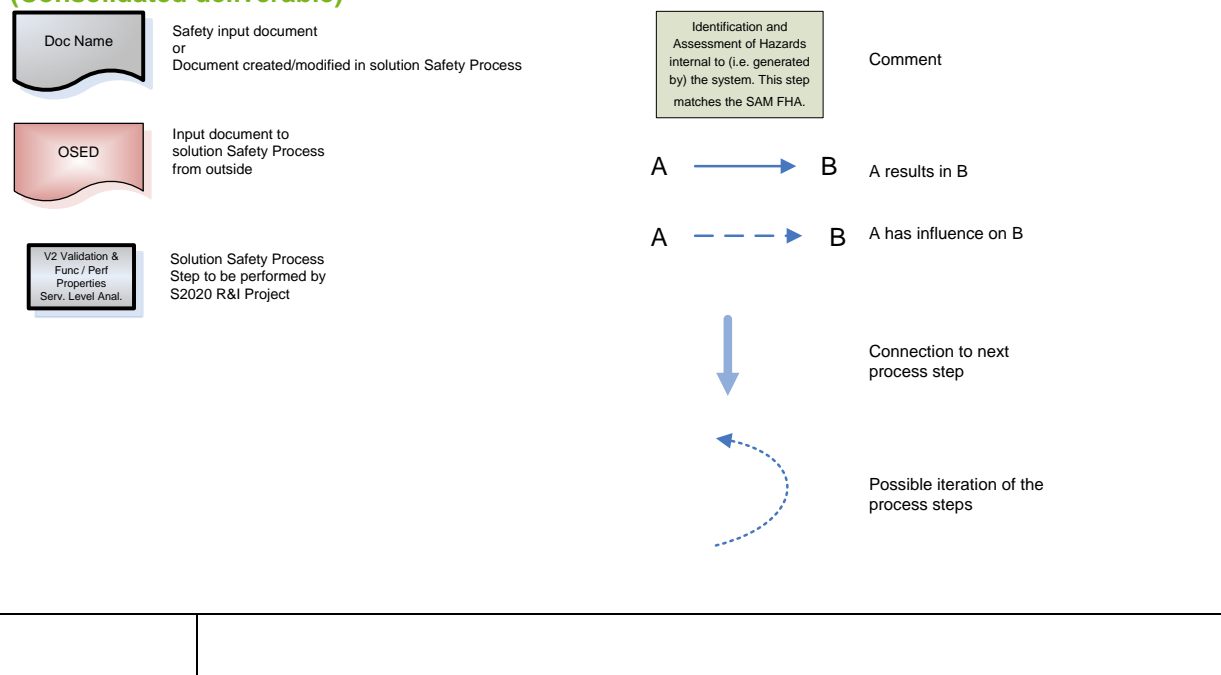 (Consolidated deliverable)
Doc Name
Safety input document
or
Document created/modified in solution Safety Process
OSED
Input document to
solution Safety Process
from outside
V2 Validation &
Func / Perf
Properties
Serv. Level Anal.
Solution Safety Process
Step to be performed by
S2020 R&I Project
Identification and
Assessment of Hazards
internal to (i.e. generated
by) the system. This step
matches the SAM FHA.
Comment
A B A results in B
A B A has influence on B
Connection to next
process step
Possible iteration of the
process steps